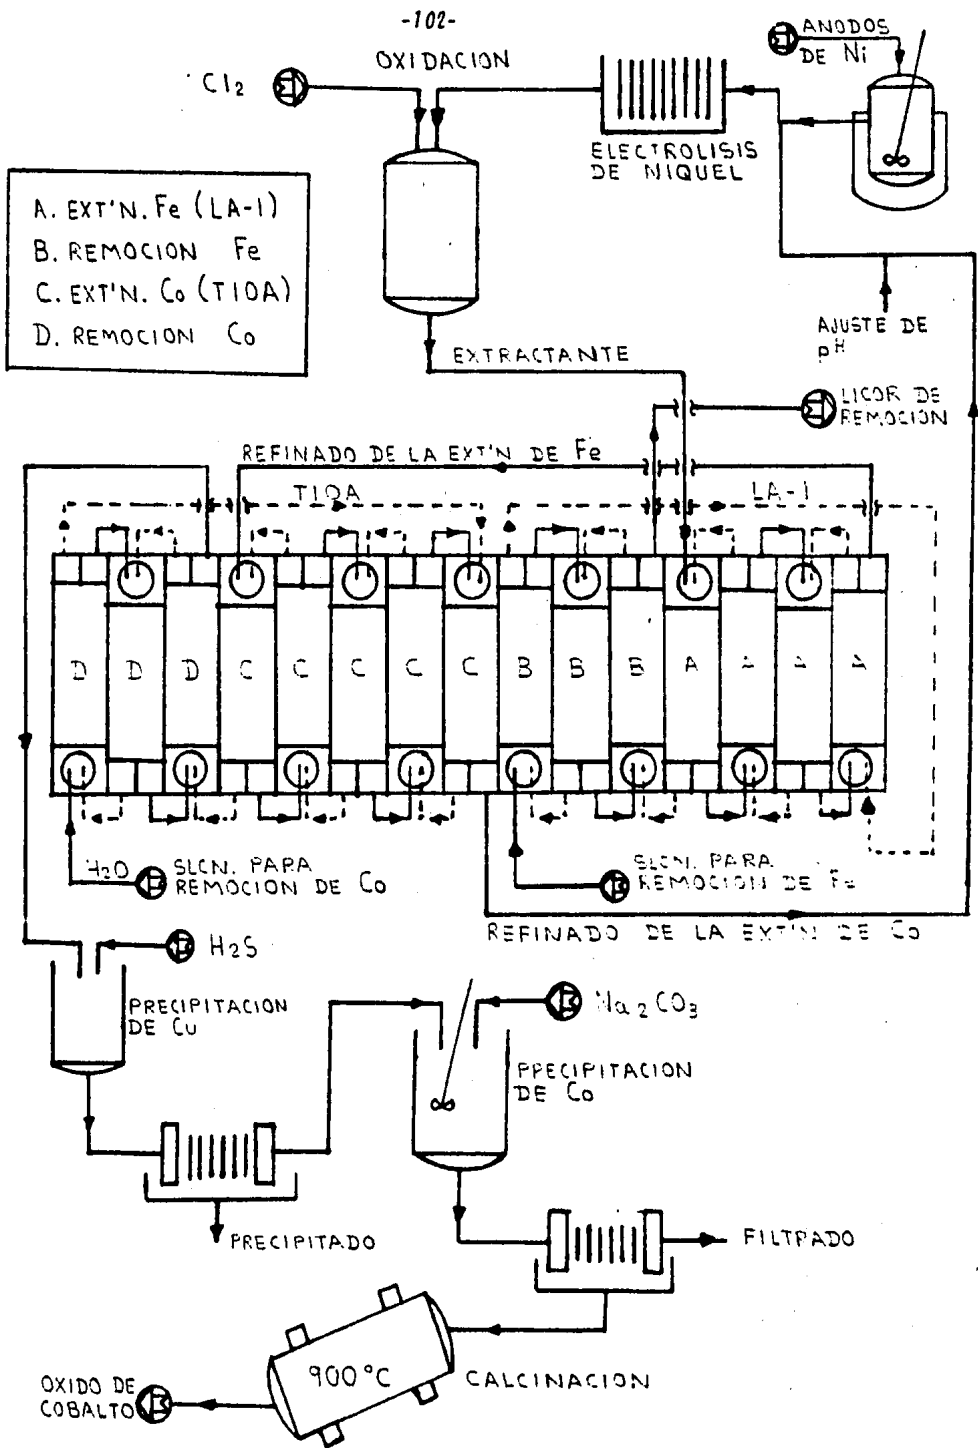 -102-
OXIDACION
Cl2
ANODOS
DE Ni
ELECTROLISIS
DE NIQUEL
A. EXT'N. Fe (LA-1)
B. REMOCION Fe
C. EXT'N. Co (TIOA)
D. REMOCION Co
AJUSTE DE
pH
EXTRACTANTE
LICOR DE
REMOCION
REFINADO DE LA EXT'N DE Fe
TIOA
LA-1
D D D C C C C C B B B A A A A
H2O
SLCN. PARA
REMOCION DE Co
SLCN. PARA
REMOCION DE Fe
REFINADO DE LA EXT'N DE Co
H2S
PRECIPITACION
DE Cu
Na2CO3
PRECIPITACION
DE Co
PRECIPITADO
FILTRADO
900°C
CALCINACION
OXIDO DE
COBALTO